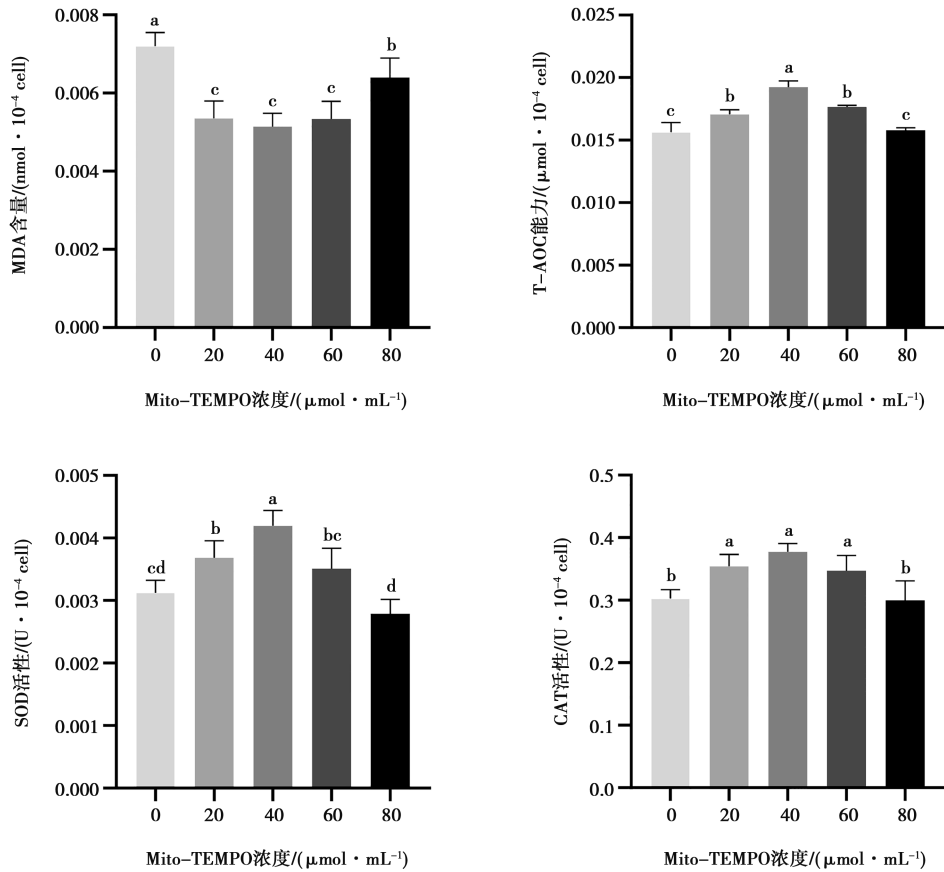 MDA含量/(nmol・10⁻⁴ cell)
0.008
0.006
0.004
0.002
0.000
a
c
c
c
b
0
20
40
60
80
Mito-TEMPO浓度/(μmol・mL⁻¹)
T-AOC能力/(μmol・10⁻⁴ cell)
0.025
0.020
0.015
0.010
0.005
0.000
c
b
a
b
c
0
20
40
60
80
Mito-TEMPO浓度/(μmol・mL⁻¹)
SOD活性/(U・10⁻⁴ cell)
0.005
0.004
0.003
0.002
0.001
0.000
cd
b
a
bc
d
0
20
40
60
80
Mito-TEMPO浓度/(μmol・mL⁻¹)
CAT活性/(U・10⁻⁴ cell)
0.5
0.4
0.3
0.2
0.1
0.0
b
a
a
a
b
0
20
40
60
80
Mito-TEMPO浓度/(μmol・mL⁻¹)